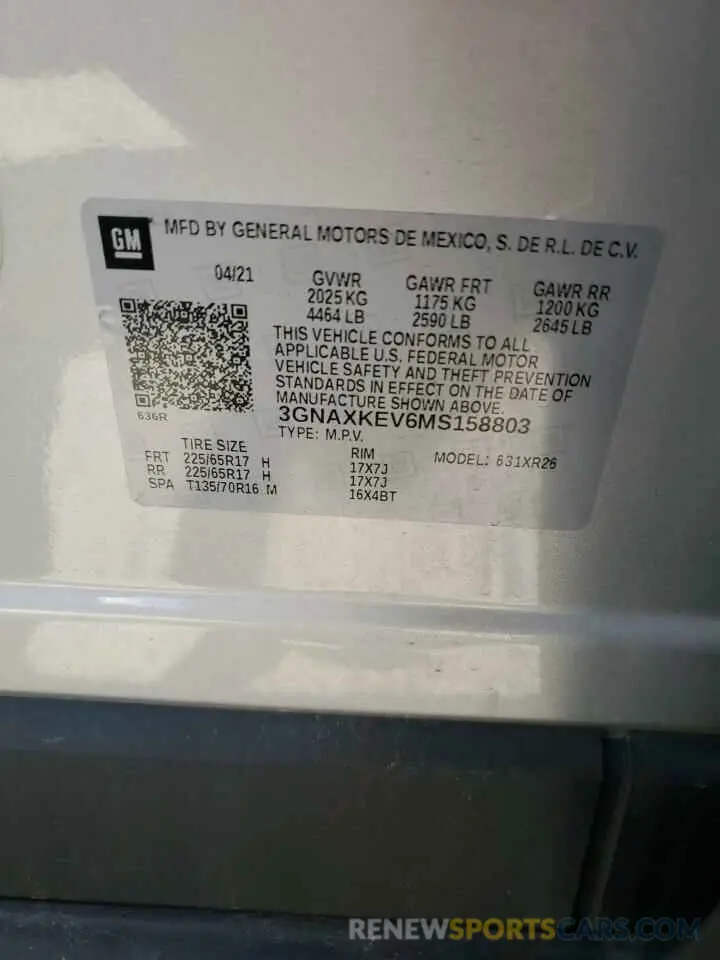 GM MFD BY GENERAL MOTORS DE MEXICO, S. DE R.L. DE C.V.
04/21 GVWR GAWR FRT GAWR RR
2025 KG 1175 KG 1200 KG
4464 LB 2590 LB 2645 LB
THIS VEHICLE CONFORMS TO ALL
APPLICABLE U.S. FEDERAL MOTOR
VEHICLE SAFETY AND THEFT PREVENTION
STANDARDS IN EFFECT ON THE DATE OF
MANUFACTURE SHOWN ABOVE.
636R 3GNAXKEV6MS158803
TYPE: M.P.V.
TIRE SIZE RIM MODEL: 631XR26
FRT 225/65R17 H 17X7J
RR 225/65R17 H 17X7J
SPA T135/70R16 M 16X4BT
RENEWSPORTSCARS.COM